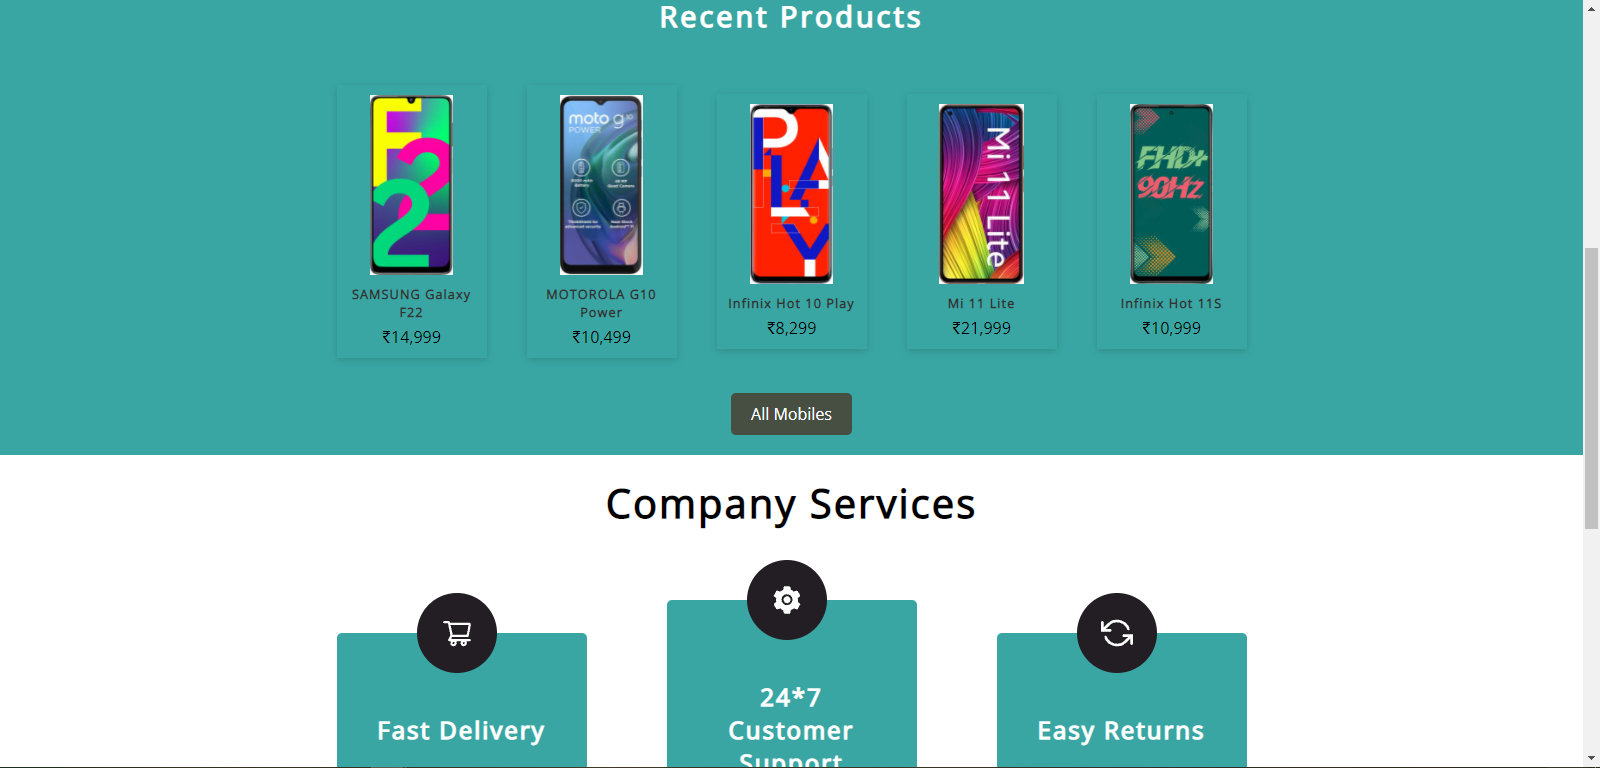 Recent Products
F22
moto g10
POWER
PLAY
Mi 11 Lite
FHD+
90Hz
SAMSUNG Galaxy
F22
₹14,999
MOTOROLA G10
Power
₹10,499
Infinix Hot 10 Play
₹8,299
Mi 11 Lite
₹21,999
Infinix Hot 11S
₹10,999
All Mobiles
Company Services
Fast Delivery
24*7
Customer
Support
Easy Returns